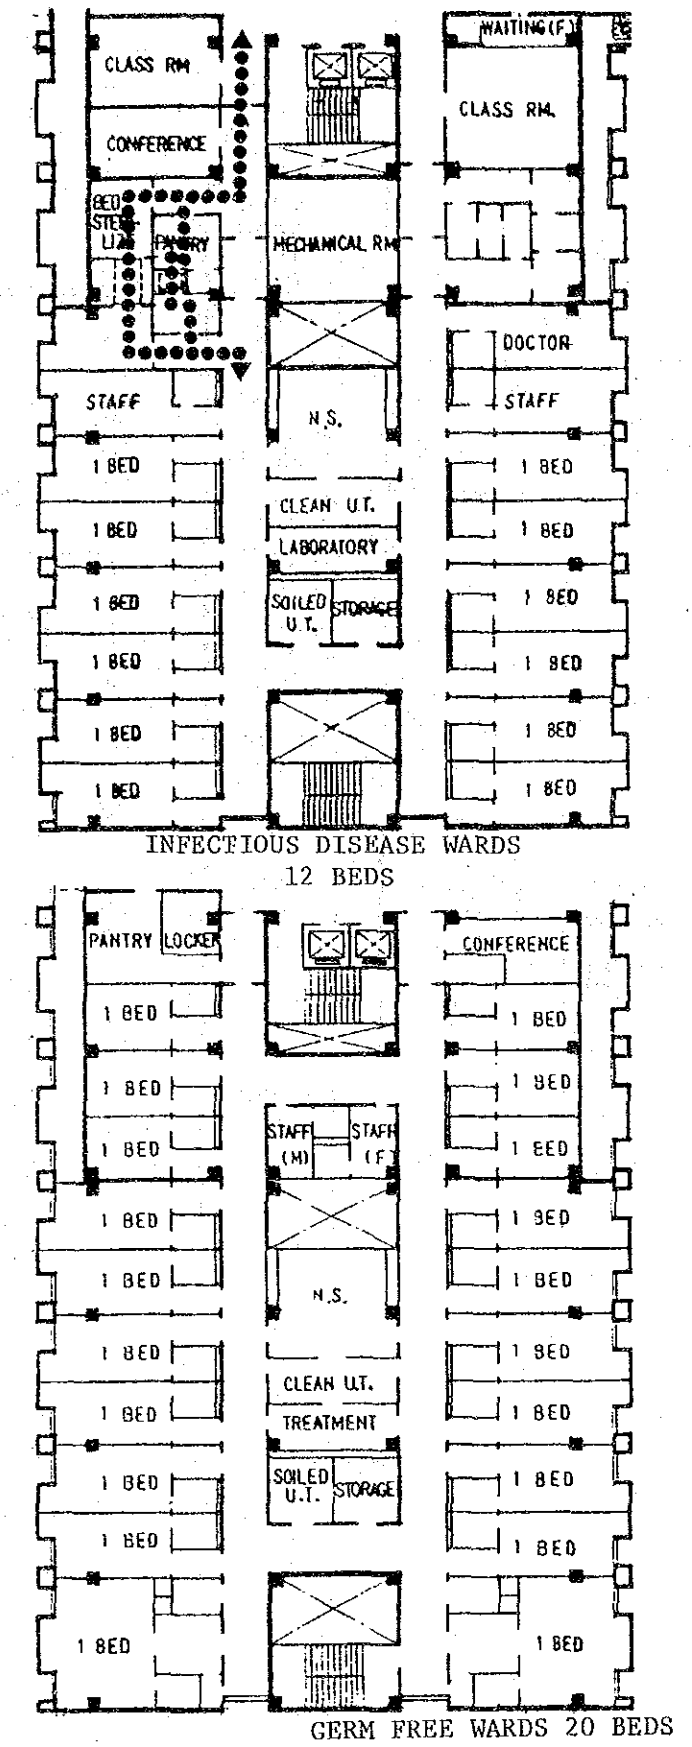 WAITING(F)
CLASS RM
CLASS RM.
CONFERENCE
BED
STE
LIZ
PANTRY
MECHANICAL RM
DOCTOR
STAFF
N.S.
STAFF
1 BED
1 BED
CLEAN U.T.
1 BED
1 BED
LABORATORY
1 BED
SOILED
U.T.
STORAGE
1 BED
1 BED
1 BED
1 BED
1 BED
1 BED
1 BED
INFECTIOUS DISEASE WARDS
12 BEDS
PANTRY
LOCKER
CONFERENCE
1 BED
1 BED
1 BED
1 BED
STAFF
(M)
STAFF
(F)
1 BED
1 BED
1 BED
1 BED
1 BED
1 BED
N.S.
1 BED
1 BED
CLEAN U.T.
1 BED
1 BED
TREATMENT
1 BED
SOILED
U.T.
STORAGE
1 BED
1 BED
1 BED
1 BED
1 BED
GERM FREE WARDS 20 BEDS